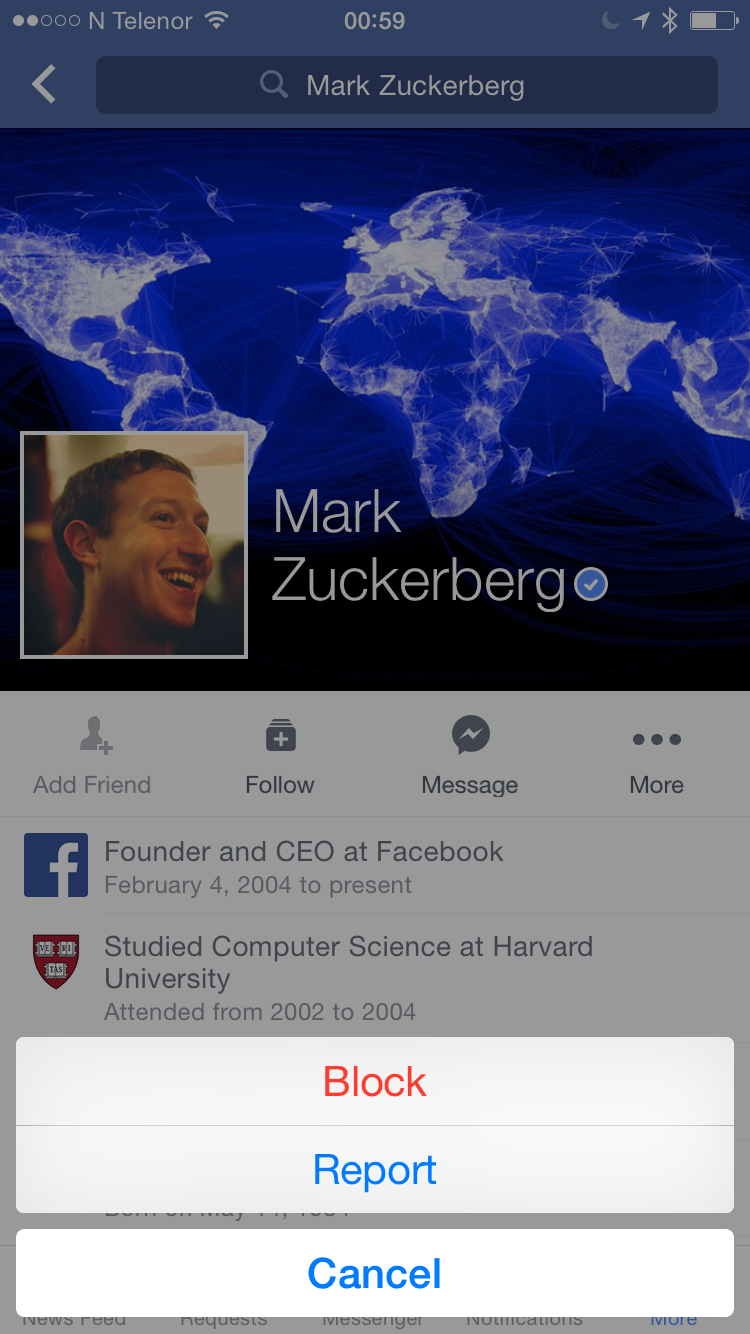 N Telenor 00:59
Mark Zuckerberg
Mark
Zuckerberg
Add Friend Follow Message More
f
Founder and CEO at Facebook
February 4, 2004 to present
VE RI
TAS
Studied Computer Science at Harvard
University
Attended from 2002 to 2004
Block
Report
Cancel
News Feed Requests Messenger Notifications More